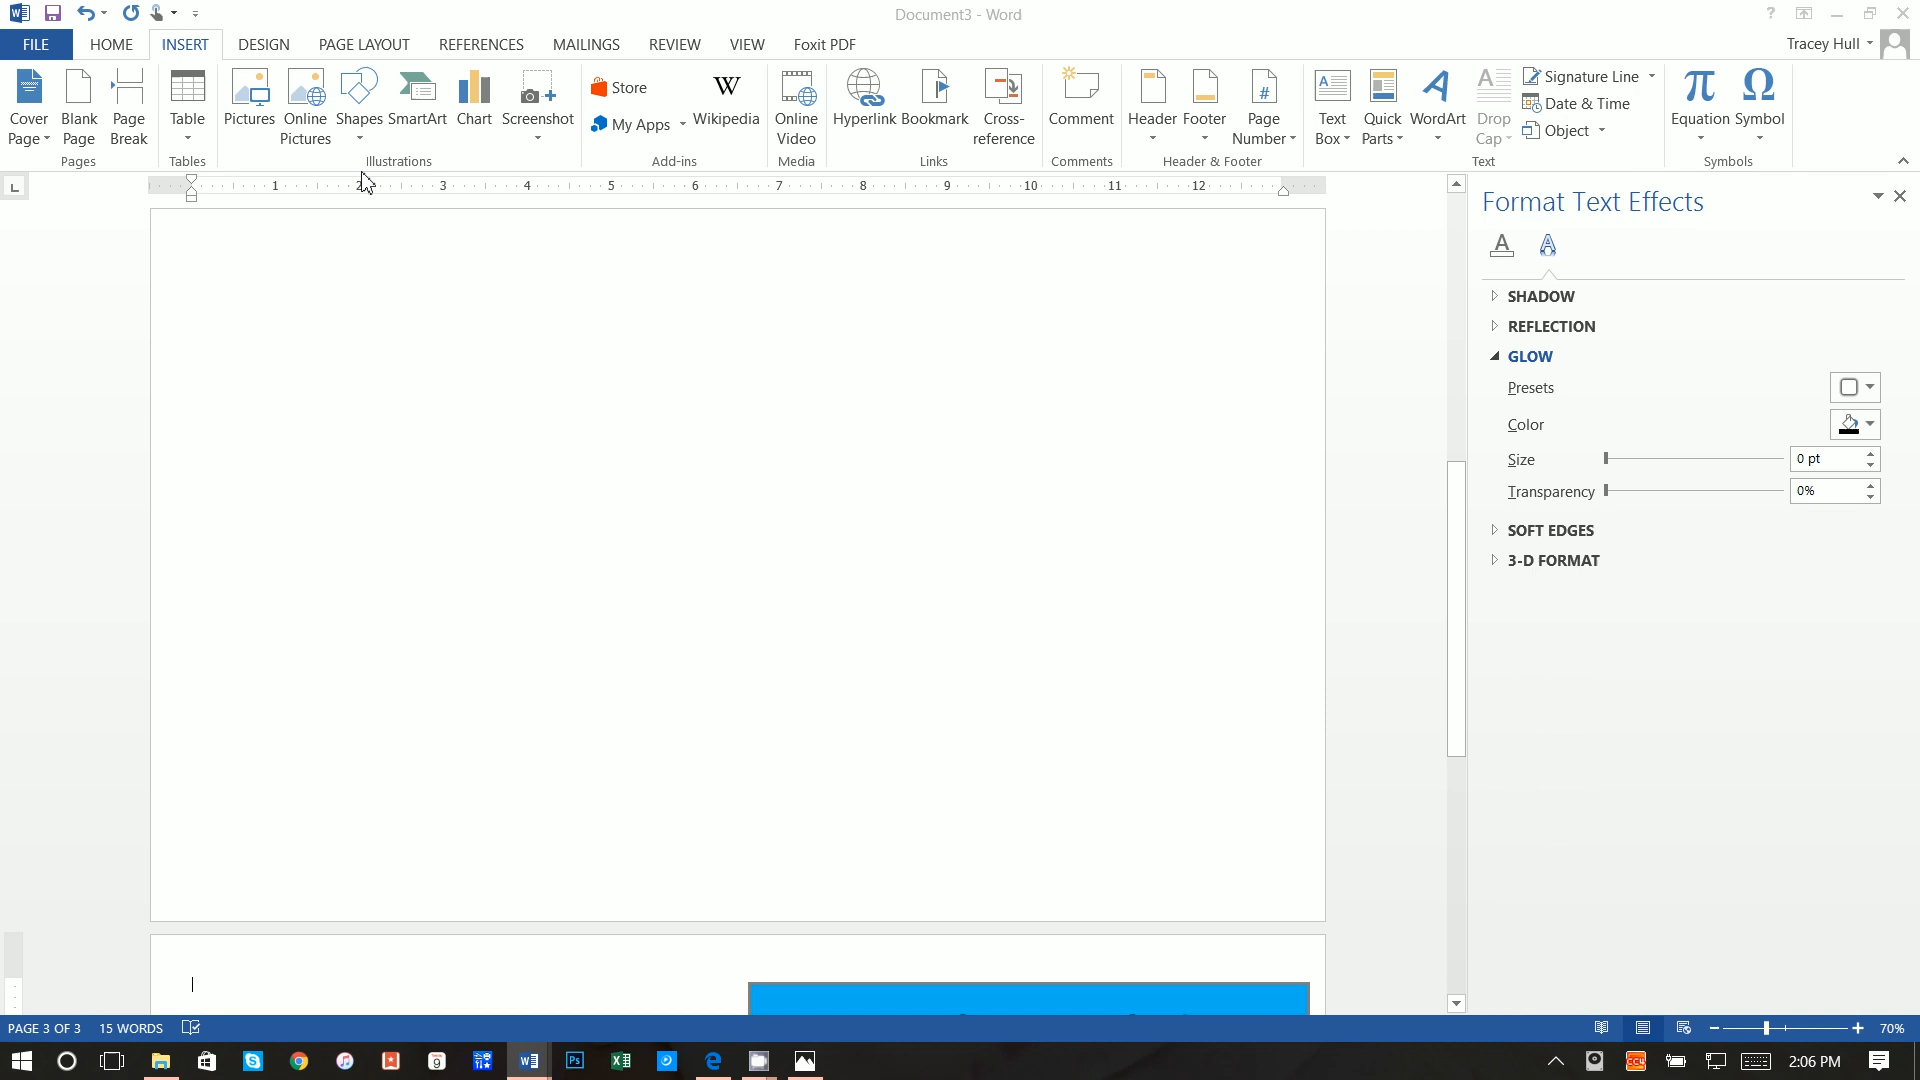 Document3 - Word
?
FILE HOME INSERT DESIGN PAGE LAYOUT REFERENCES MAILINGS REVIEW VIEW Foxit PDF
Tracey Hull
Cover Page
Blank Page
Page Break
Pages
Table
Tables
Pictures
Online Pictures
Shapes
SmartArt
Chart
Screenshot
Illustrations
Store
My Apps
W
Wikipedia
Add-ins
Online Video
Media
Hyperlink
Bookmark
Cross-reference
Links
Comment
Comments
Header
Footer
#
Page Number
Header & Footer
A
Text Box
Quick Parts
A
WordArt
A
Drop Cap
Signature Line
Date & Time
Object
Text
π
Equation
Ω
Symbol
Symbols
L
1 2 3 4 5 6 7 8 9 10 11 12
Format Text Effects
A A
SHADOW
REFLECTION
GLOW
Presets
Color
Size 0 pt
Transparency 0%
SOFT EDGES
3-D FORMAT
PAGE 3 OF 3 15 WORDS
70%
9
W
Ps
X
CC4
2:06 PM